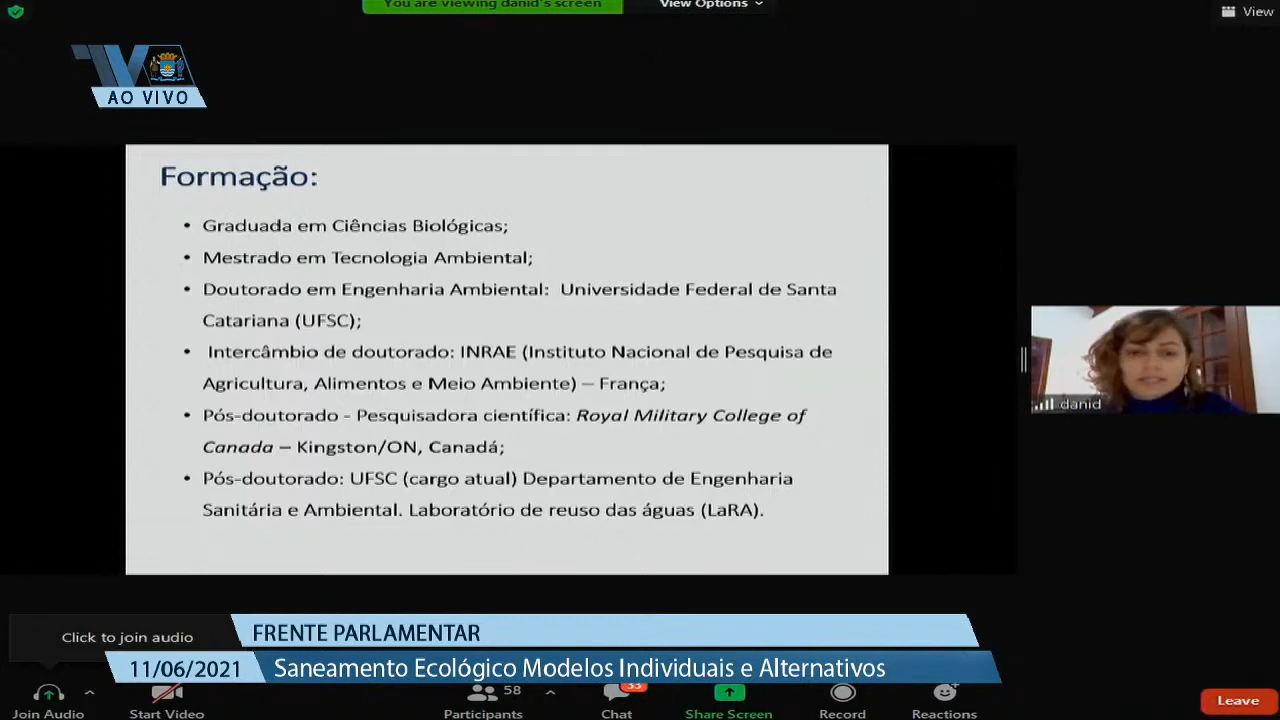 You are viewing danid's screen
View Options
View
TV
AO VIVO
Formação:
• Graduada em Ciências Biológicas;
• Mestrado em Tecnologia Ambiental;
• Doutorado em Engenharia Ambiental: Universidade Federal de Santa
Catariana (UFSC);
• Intercâmbio de doutorado: INRAE (Instituto Nacional de Pesquisa de
Agricultura, Alimentos e Meio Ambiente) – França;
• Pós-doutorado - Pesquisadora científica: Royal Military College of
Canada – Kingston/ON, Canadá;
• Pós-doutorado: UFSC (cargo atual) Departamento de Engenharia
Sanitária e Ambiental. Laboratório de reuso das águas (LaRA).
danid
Click to join audio
FRENTE PARLAMENTAR
11/06/2021
Saneamento Ecológico Modelos Individuais e Alternativos
58
33
Join Audio
Start Video
Participants
Chat
Share Screen
Record
Reactions
Leave